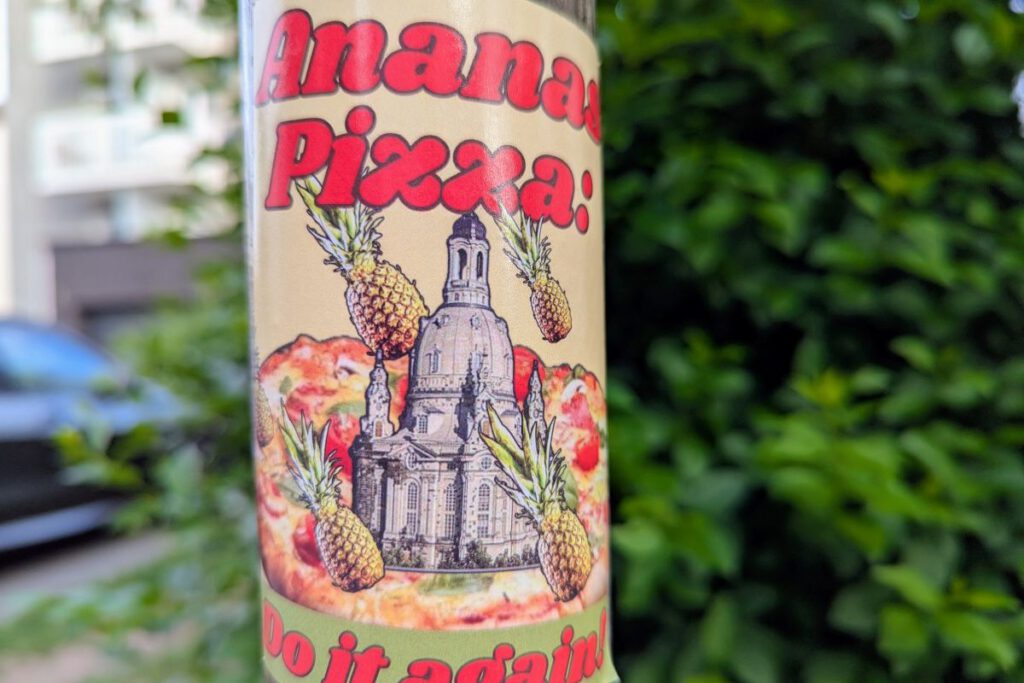 Ananas
Pizza:
Do it again!